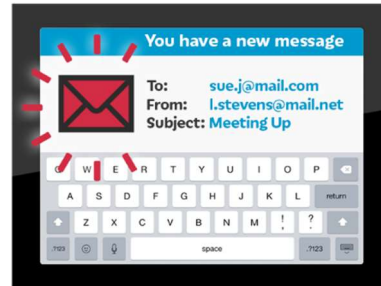 You have a new message
To: sue.j@mail.com
From: l.stevens@mail.net
Subject: Meeting Up
W E R T Y U I O P
A S D F G H J K L return
Z X C V B N M ! , ? .
.?123 space .?123